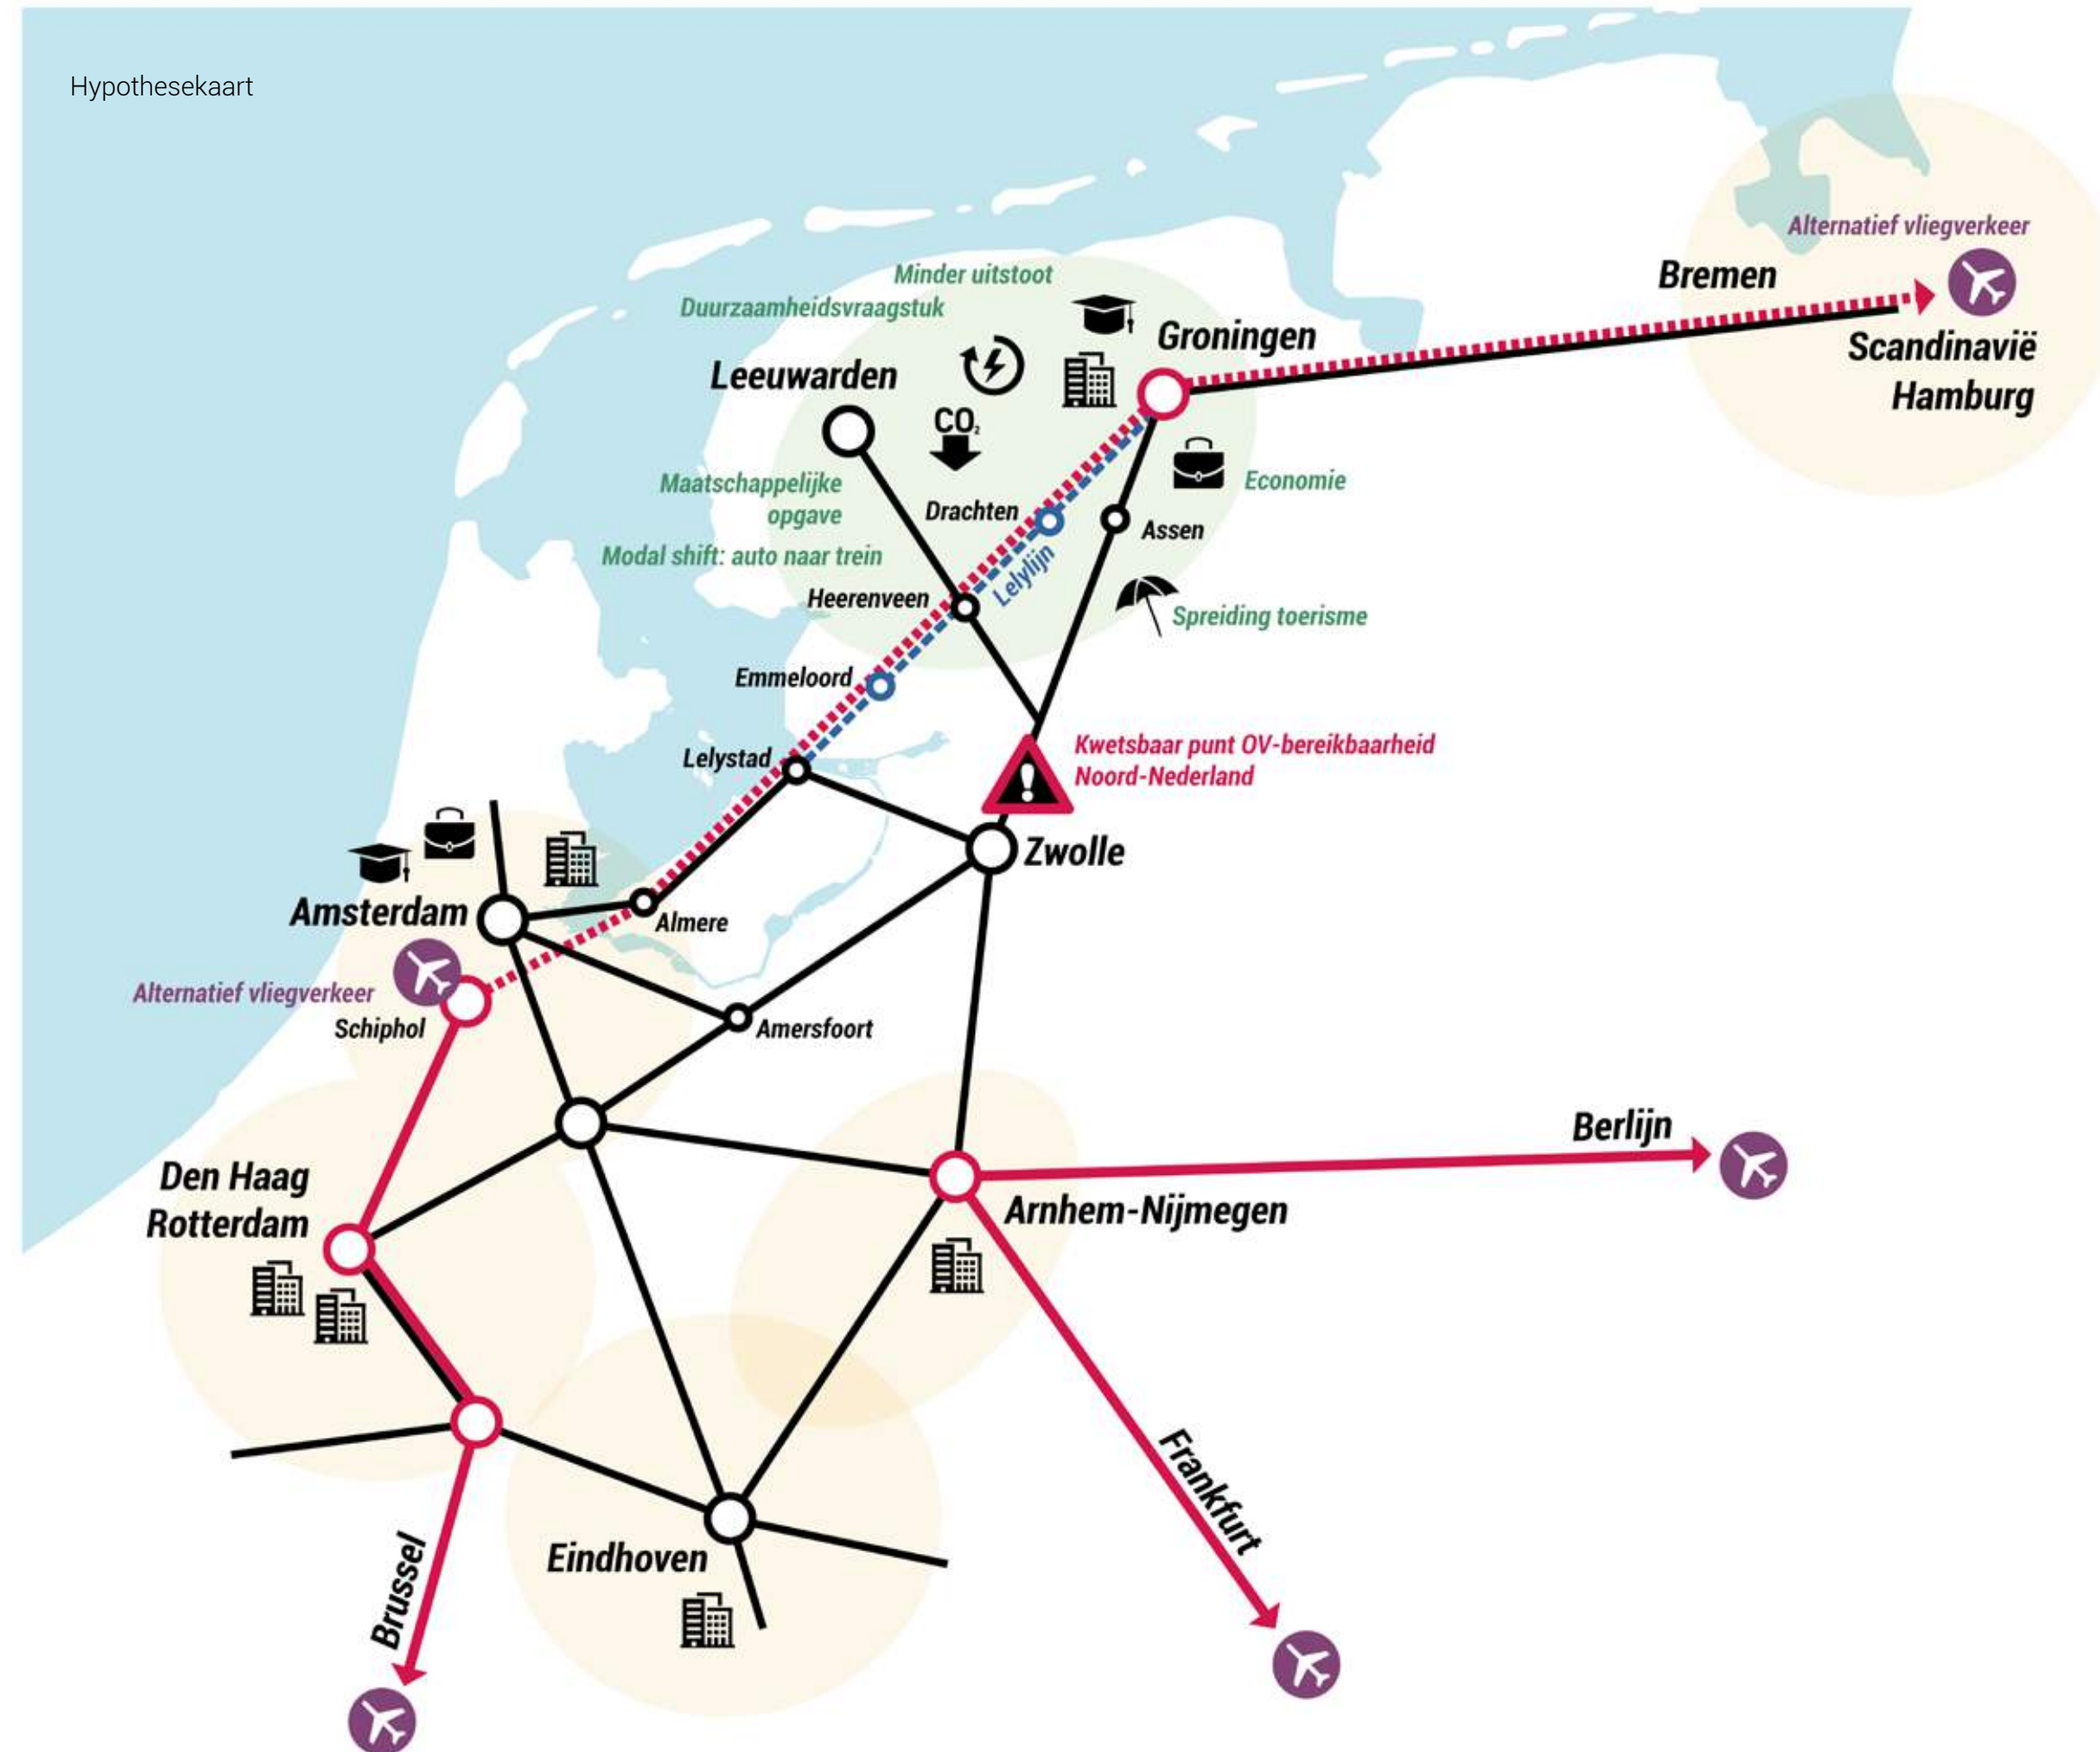 Hypothesekaart
Alternatief vliegverkeer
Bremen
Scandinavië
Hamburg
Minder uitstoot
Duurzaamheidsvraagstuk
Groningen
Leeuwarden
CO2
Maatschappelijke
opgave
Economie
Drachten
Assen
Modal shift: auto naar trein
Lelylijn
Heerenveen
Spreiding toerisme
Emmeloord
Lelystad
Kwetsbaar punt OV-bereikbaarheid
Noord-Nederland
Zwolle
Amsterdam
Almere
Alternatief vliegverkeer
Schiphol
Amersfoort
Berlijn
Den Haag
Rotterdam
Arnhem-Nijmegen
Frankfurt
Brussel
Eindhoven